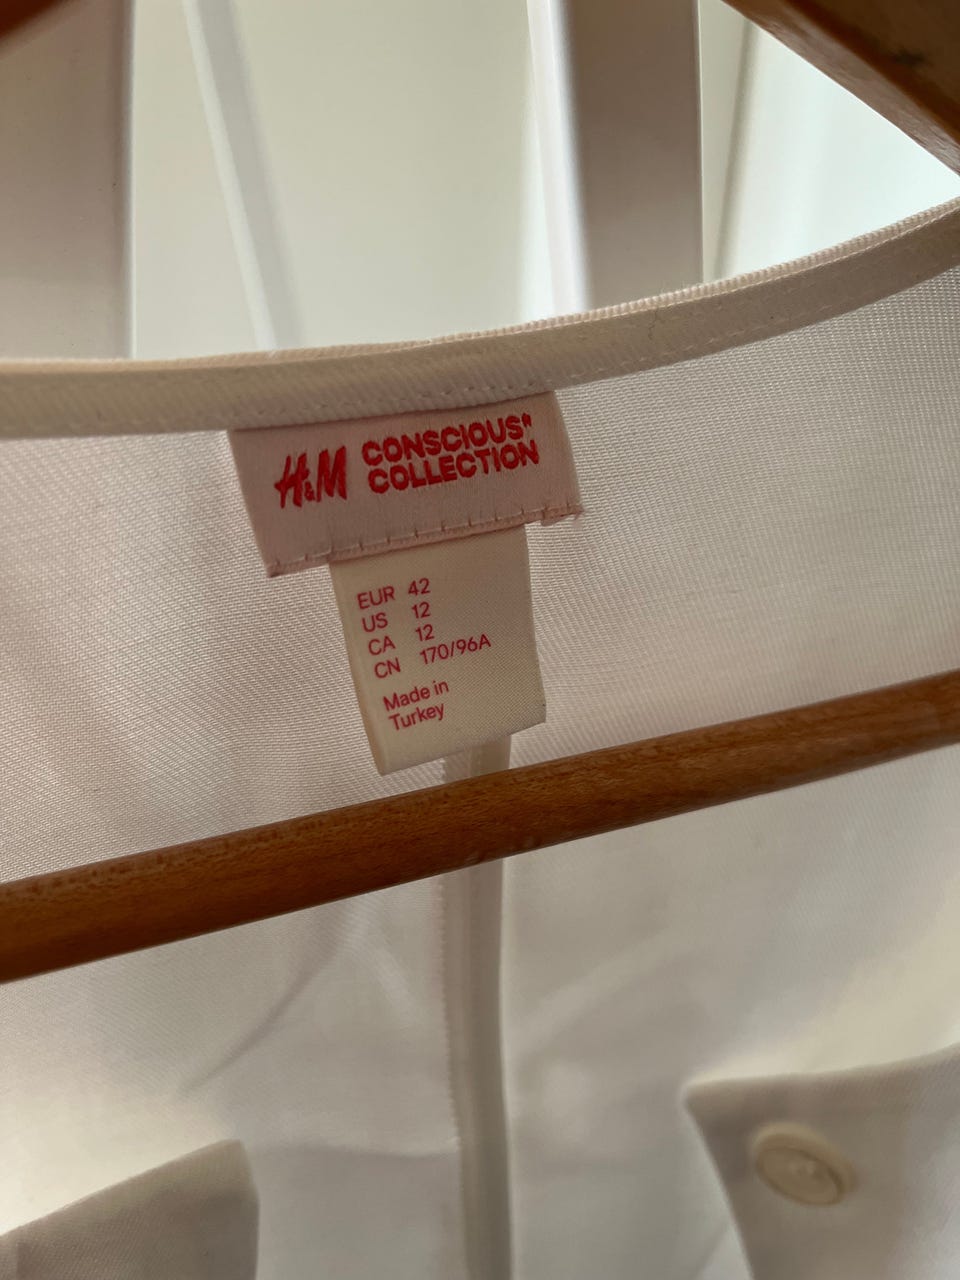 H&M CONSCIOUS*
COLLECTION
EUR 42
US 12
CA 12
CN 170/96A
Made in
Turkey